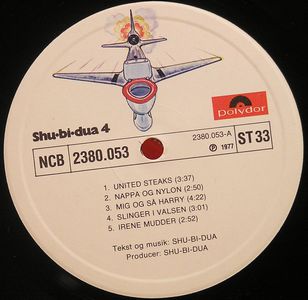 polydor
Shu·bi·dua 4
NCB 2380.053 2380.053-A ℗ 1977 ST 33
1. UNITED STEAKS (3:37)
2. NAPPA OG NYLON (2:50)
3. MIG OG SÅ HARRY (4:22)
4. SLINGER I VALSEN (3:01)
5. IRENE MUDDER (2:52)
Tekst og musik: SHU-BI-DUA
Producer: SHU-BI-DUA